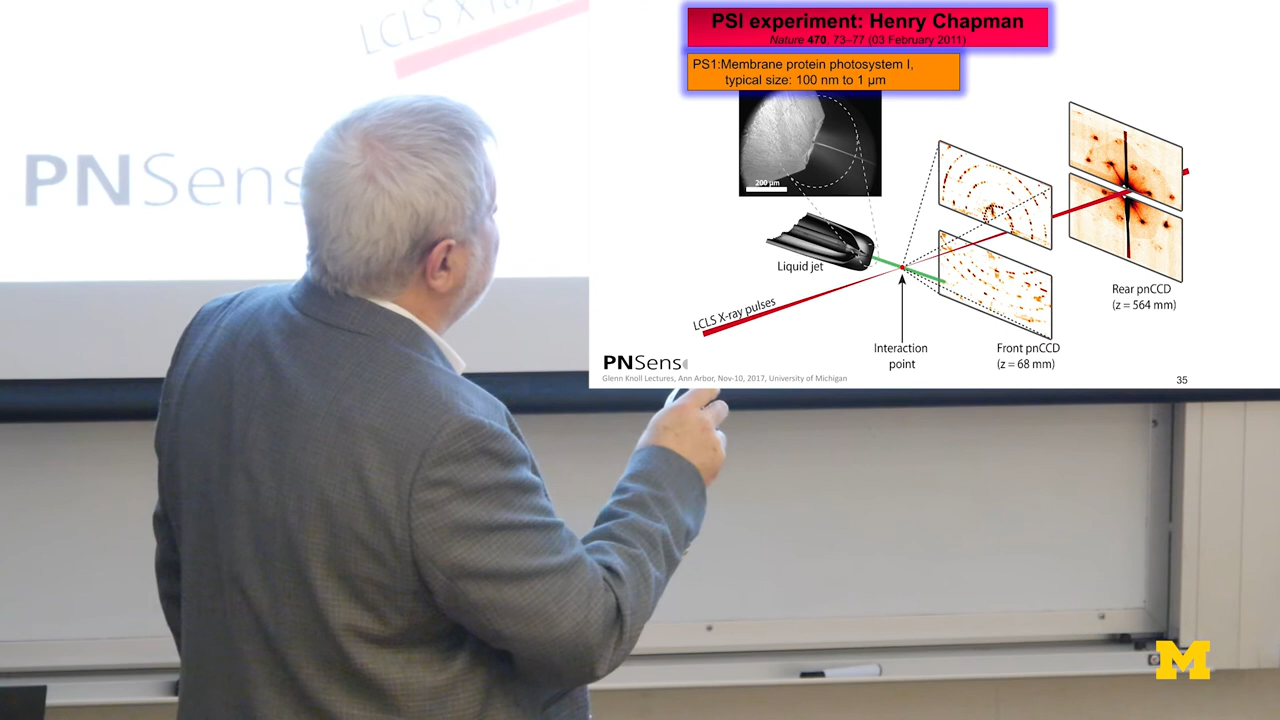 LCLS X-ray
PNSens
PSI experiment: Henry Chapman
Nature 470, 73–77 (03 February 2011)
PS1:Membrane protein photosystem I,
typical size: 100 nm to 1 µm
200 µm
Liquid jet
LCLS X-ray pulses
Interaction
point
Front pnCCD
(z = 68 mm)
Rear pnCCD
(z = 564 mm)
PNSens
Glenn Knoll Lectures, Ann Arbor, Nov-10, 2017, University of Michigan
35
M